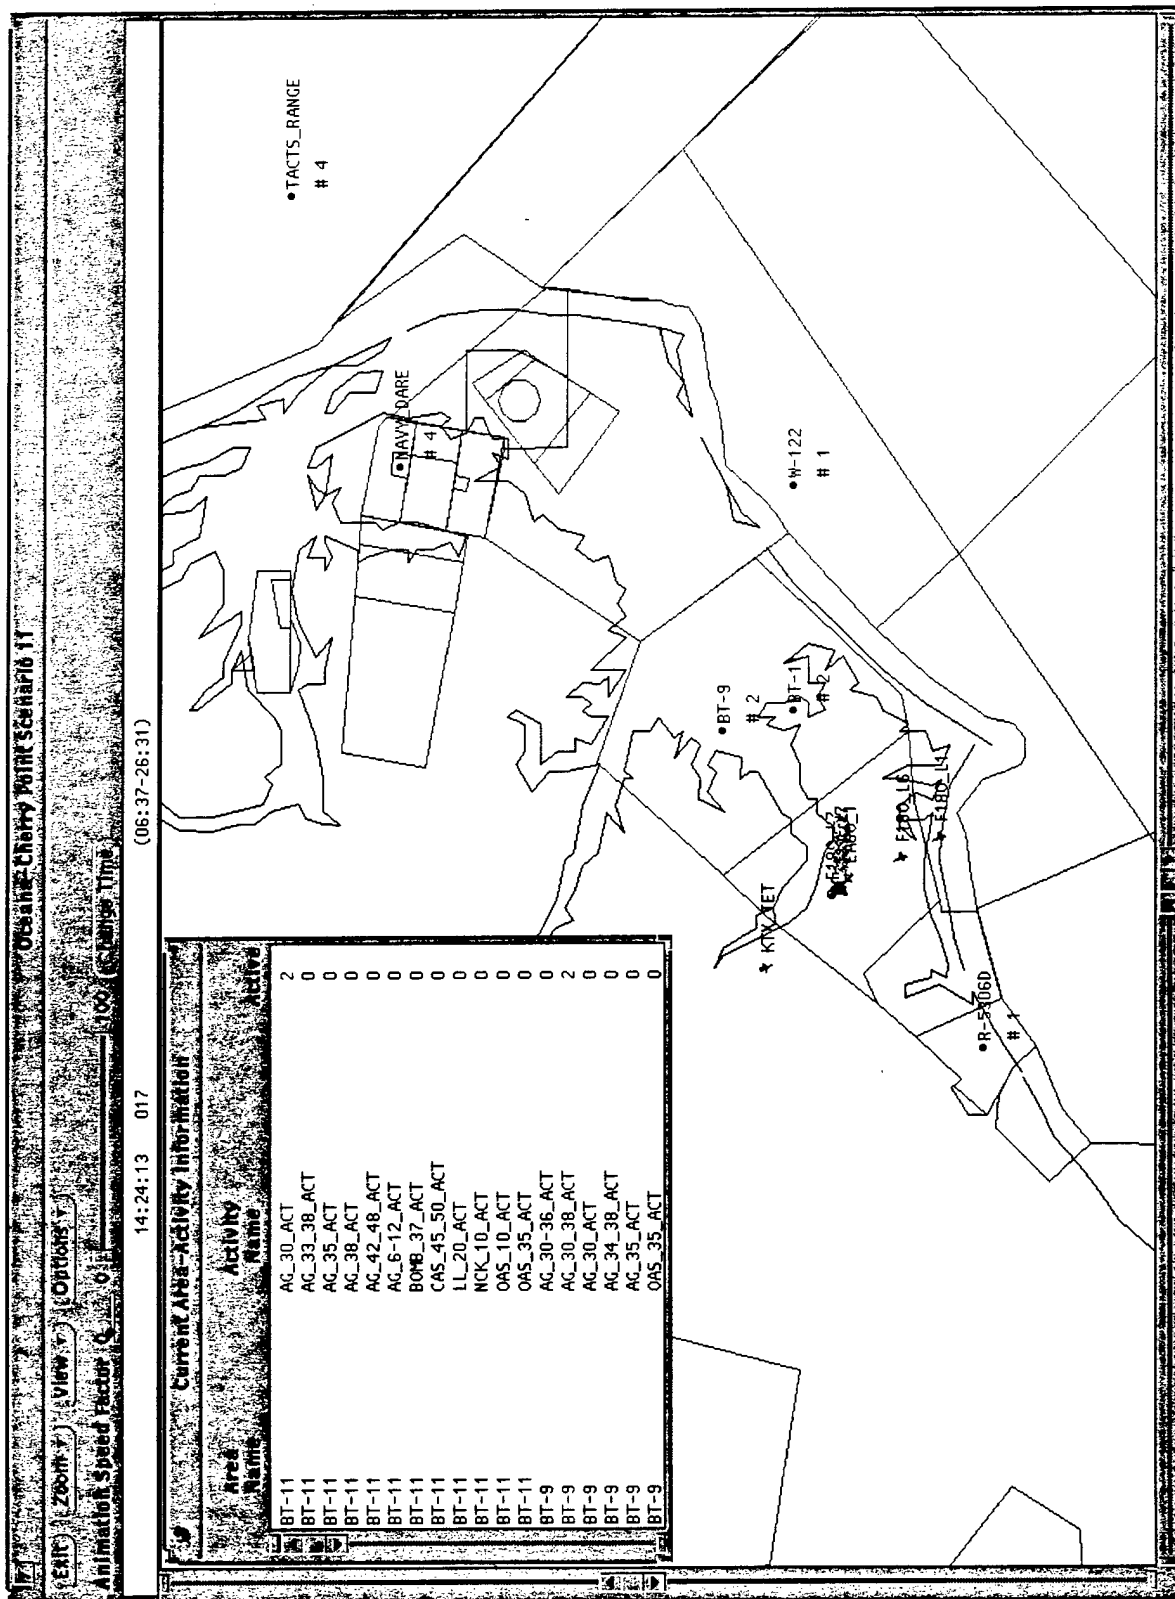 Oceana-Cherry Point Scenario 11
Exit Zoom View Options
Animation Speed Factor 0 0 100 Change Time
14:24:13 017 (06:37-26:31)
Current Area-Activity Information
Area Name Activity Name Active
BT-11 AG_30_ACT 2
BT-11 AG_33_38_ACT 0
BT-11 AG_35_ACT 0
BT-11 AG_38_ACT 0
BT-11 AG_42_48_ACT 0
BT-11 AG_6-12_ACT 0
BT-11 BOMB_37_ACT 0
BT-11 CAS_45_50_ACT 0
BT-11 LL_20_ACT 0
BT-11 NCK_10_ACT 0
BT-11 OAS_10_ACT 0
BT-11 OAS_35_ACT 0
BT-9 AG_30-36_ACT 0
BT-9 AG_30_38_ACT 2
BT-9 AG_30_ACT 0
BT-9 AG_34_38_ACT 0
BT-9 AG_35_ACT 0
BT-9 OAS_35_ACT 0
TACTS_RANGE
# 4
NAVY_DARE
# 4
W-122
# 1
BT-9
# 2
BT-11
# 2
F180_L6
F180_L4
KTX_TET
R-5306D
# 1